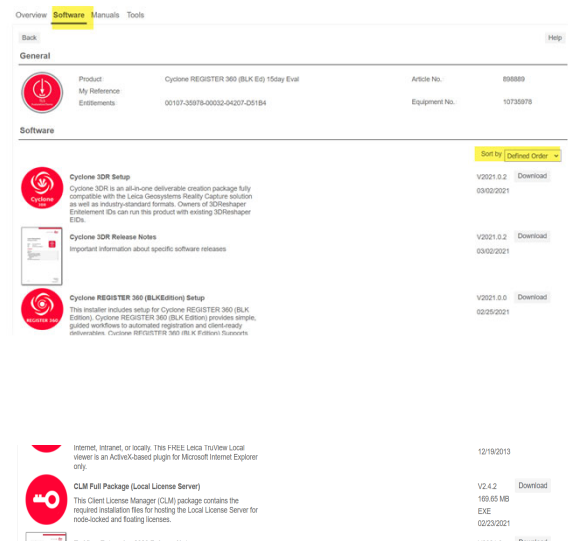 Overview Software Manuals Tools
Back Help
General
Product Cyclone REGISTER 360 (BLK Ed) 15day Eval Article No. 898889
My Reference
Entitlements 00107-35978-00032-04207-D51B4 Equipment No. 10735978
Software
Sort by Defined Order
Cyclone 3DR Setup V2021.0.2 Download
Cyclone 3DR is an all-in-one deliverable creation package fully 03/02/2021
compatible with the Leica Geosystems Reality Capture solution
as well as industry-standard formats. Owners of 3DReshaper
Entielement IDs can run this product with existing 3DReshaper
EIDs.
Cyclone
3DR
Cyclone 3DR Release Notes V2021.0.2 Download
Important information about specific software releases 03/02/2021
Cyclone REGISTER 360 (BLKEdition) Setup V2021.0.0 Download
This installer includes setup for Cyclone REGISTER 360 (BLK 02/25/2021
Edition). Cyclone REGISTER 360 (BLK Edition) provides simple,
guided workflows to automated registration and client-ready
deliverables. Cyclone REGISTER 360 (BLK Edition) Supports
REGISTER 360
Internet, Intranet, or locally. This FREE Leica TruView Local
viewer is an ActiveX-based plugin for Microsoft Internet Explorer 12/19/2013
only.
CLM Full Package (Local License Server) V2.4.2 Download
This Client License Manager (CLM) package contains the 169.65 MB
required installation files for hosting the Local License Server for EXE
node-locked and floating licenses. 02/23/2021
Download